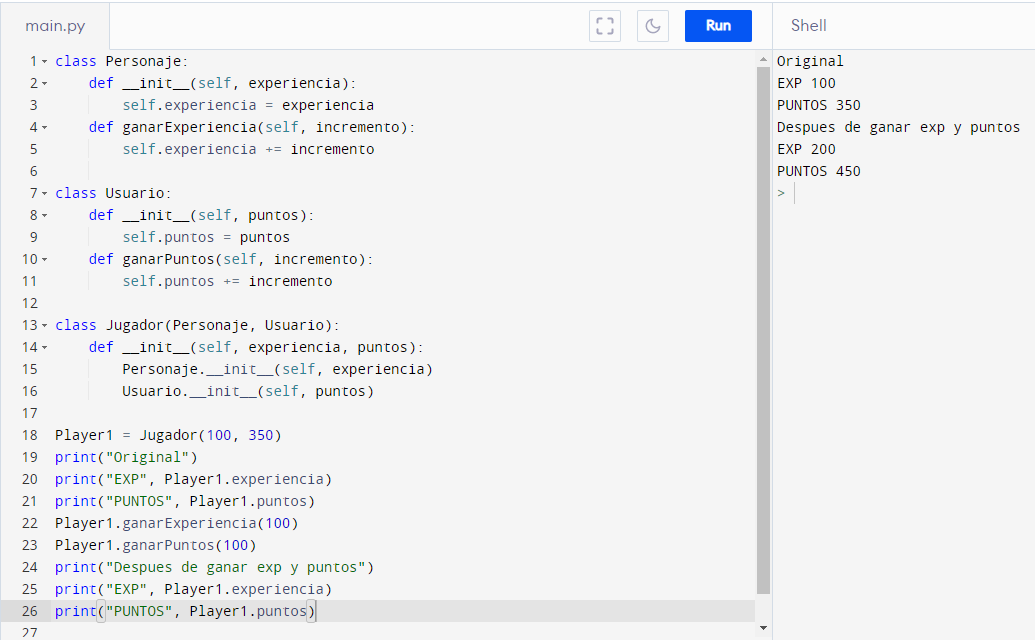 main.py
Run
Shell
1 class Personaje:
2     def __init__(self, experiencia):
3         self.experiencia = experiencia
4     def ganarExperiencia(self, incremento):
5         self.experiencia += incremento
6
7 class Usuario:
8     def __init__(self, puntos):
9         self.puntos = puntos
10     def ganarPuntos(self, incremento):
11         self.puntos += incremento
12
13 class Jugador(Personaje, Usuario):
14     def __init__(self, experiencia, puntos):
15         Personaje.__init__(self, experiencia)
16         Usuario.__init__(self, puntos)
17
18 Player1 = Jugador(100, 350)
19 print("Original")
20 print("EXP", Player1.experiencia)
21 print("PUNTOS", Player1.puntos)
22 Player1.ganarExperiencia(100)
23 Player1.ganarPuntos(100)
24 print("Despues de ganar exp y puntos")
25 print("EXP", Player1.experiencia)
26 print("PUNTOS", Player1.puntos)
27
Original
EXP 100
PUNTOS 350
Despues de ganar exp y puntos
EXP 200
PUNTOS 450
>